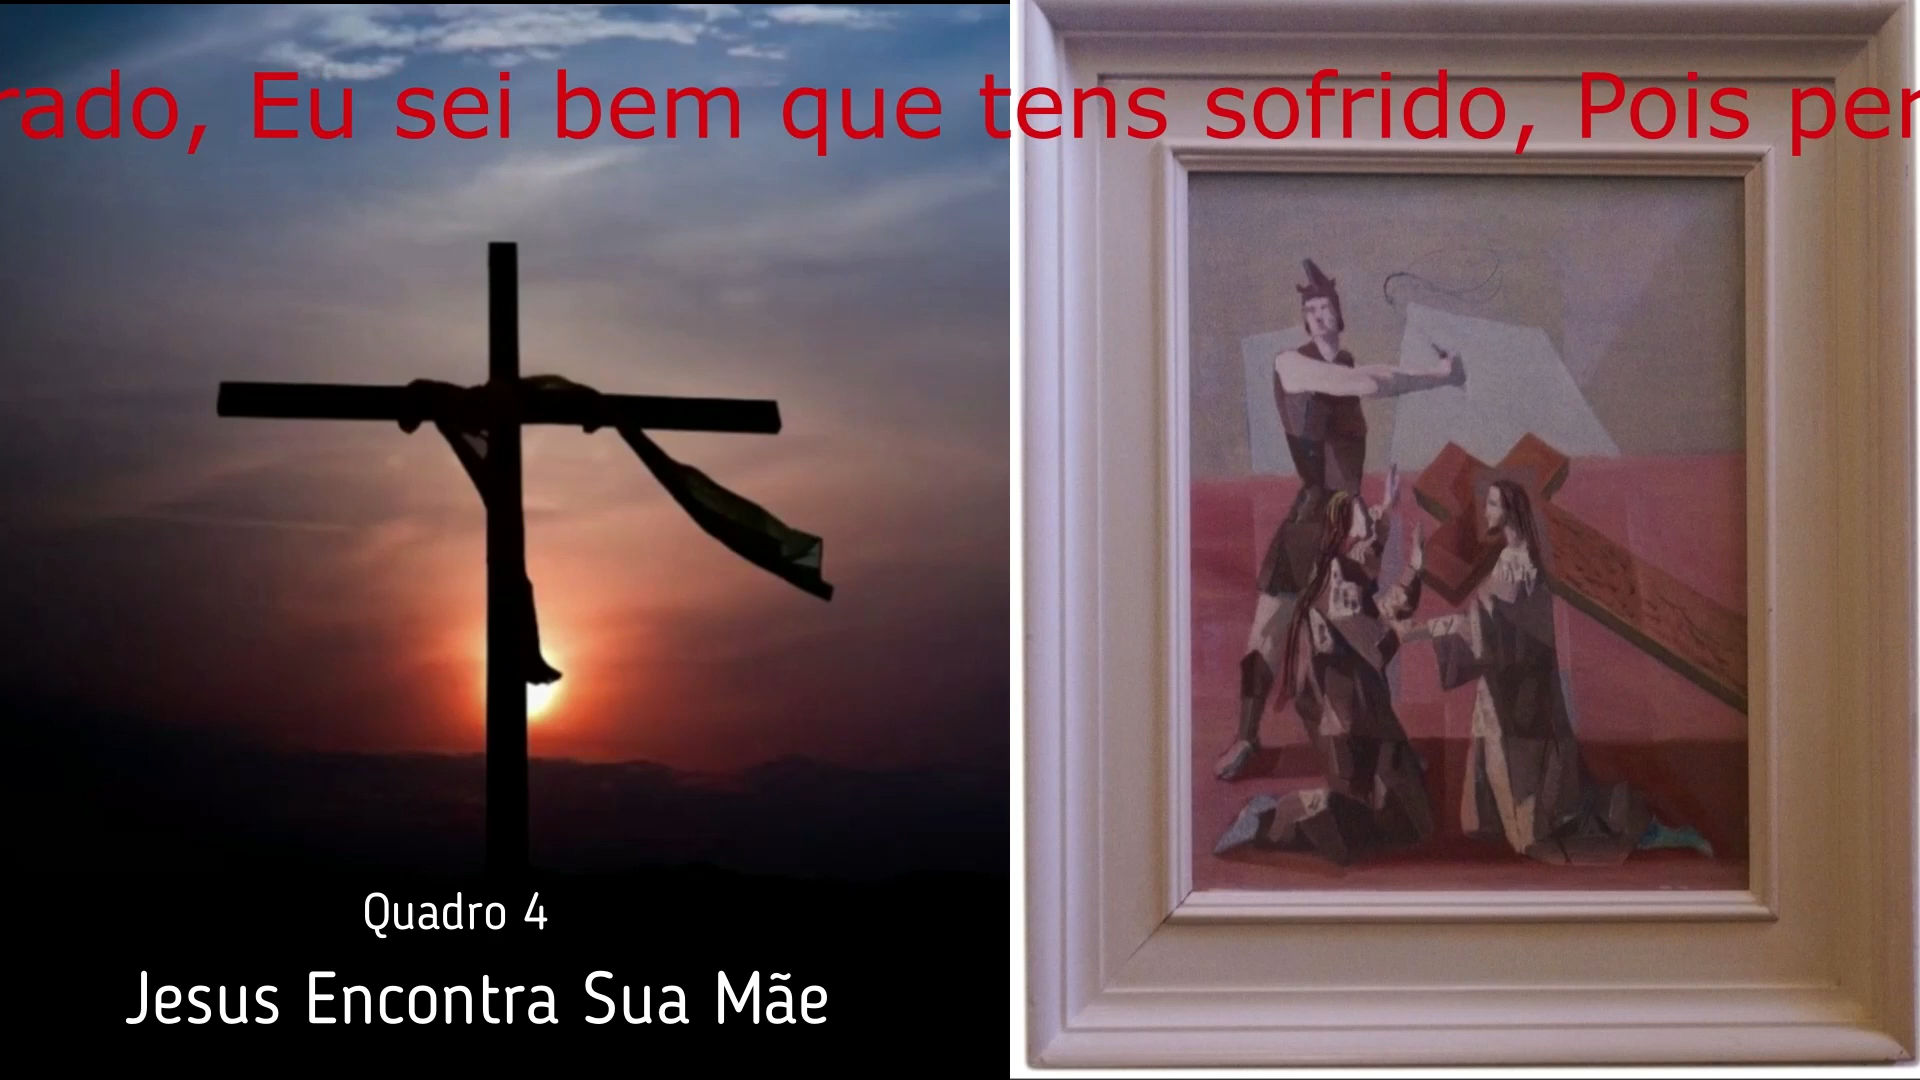 rado, Eu sei bem que tens sofrido, Pois per
Quadro 4
Jesus Encontra Sua Mãe